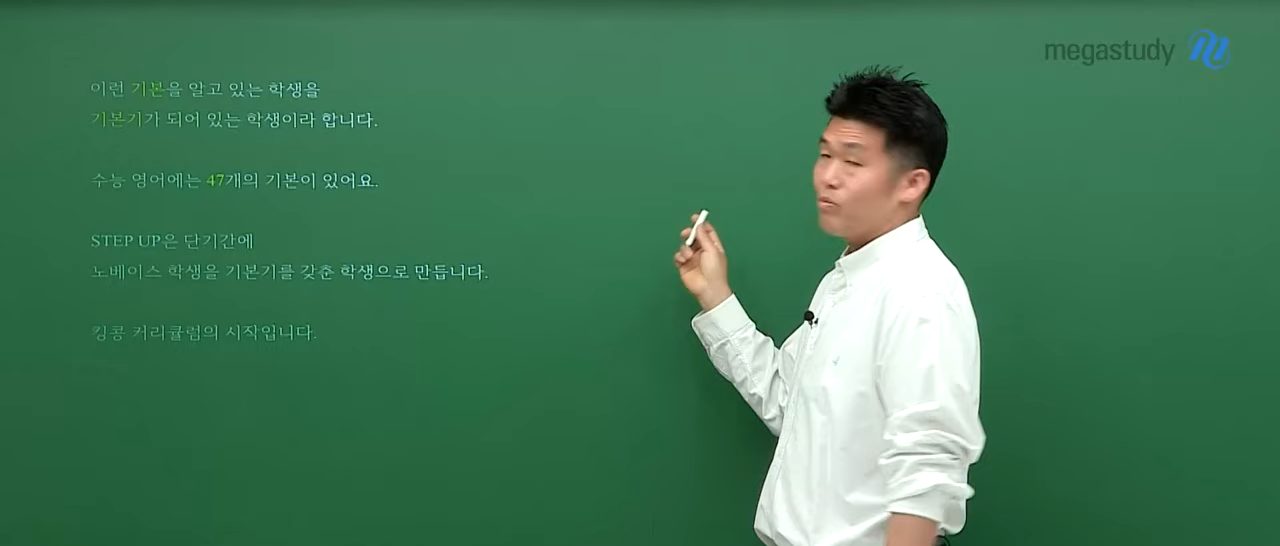 megastudy
이런 기본을 알고 있는 학생을
기본기가 되어 있는 학생이라 합니다.
수능 영어에는 47개의 기본이 있어요.
STEP UP은 단기간에
노베이스 학생을 기본기를 갖춘 학생으로 만듭니다.
킹콩 커리큘럼의 시작입니다.